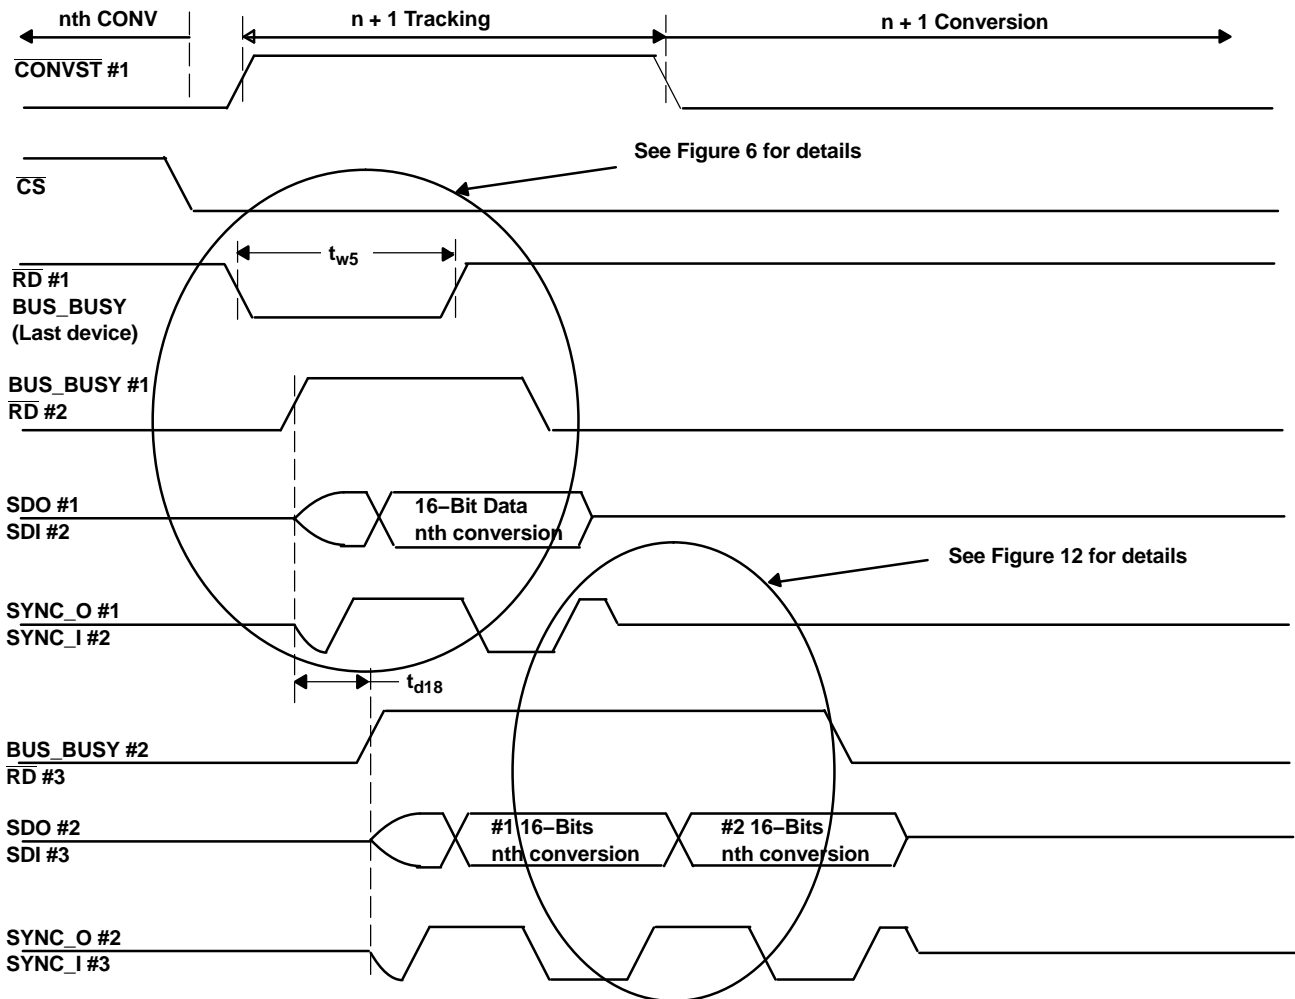 nth CONV
n + 1 Tracking
n + 1 Conversion
CONVST #1
See Figure 6 for details
CS
tw5
RD #1
BUS_BUSY
(Last device)
BUS_BUSY #1
RD #2
SDO #1
SDI #2
16−Bit Data
nth conversion
See Figure 12 for details
SYNC_O #1
SYNC_I #2
td18
BUS_BUSY #2
RD #3
SDO #2
SDI #3
#1 16−Bits
nth conversion
#2 16−Bits
nth conversion
SYNC_O #2
SYNC_I #3